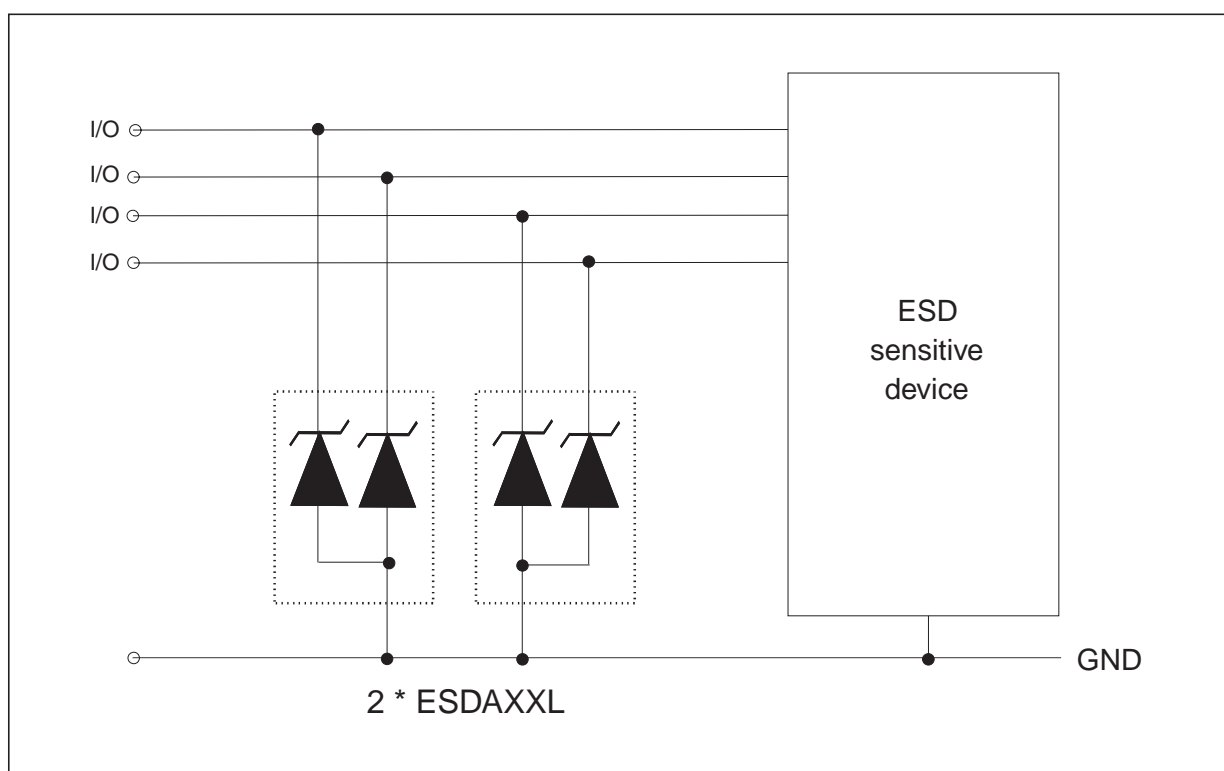 I/O
I/O
I/O
I/O
ESD
sensitive
device
GND
2 * ESDAXXL